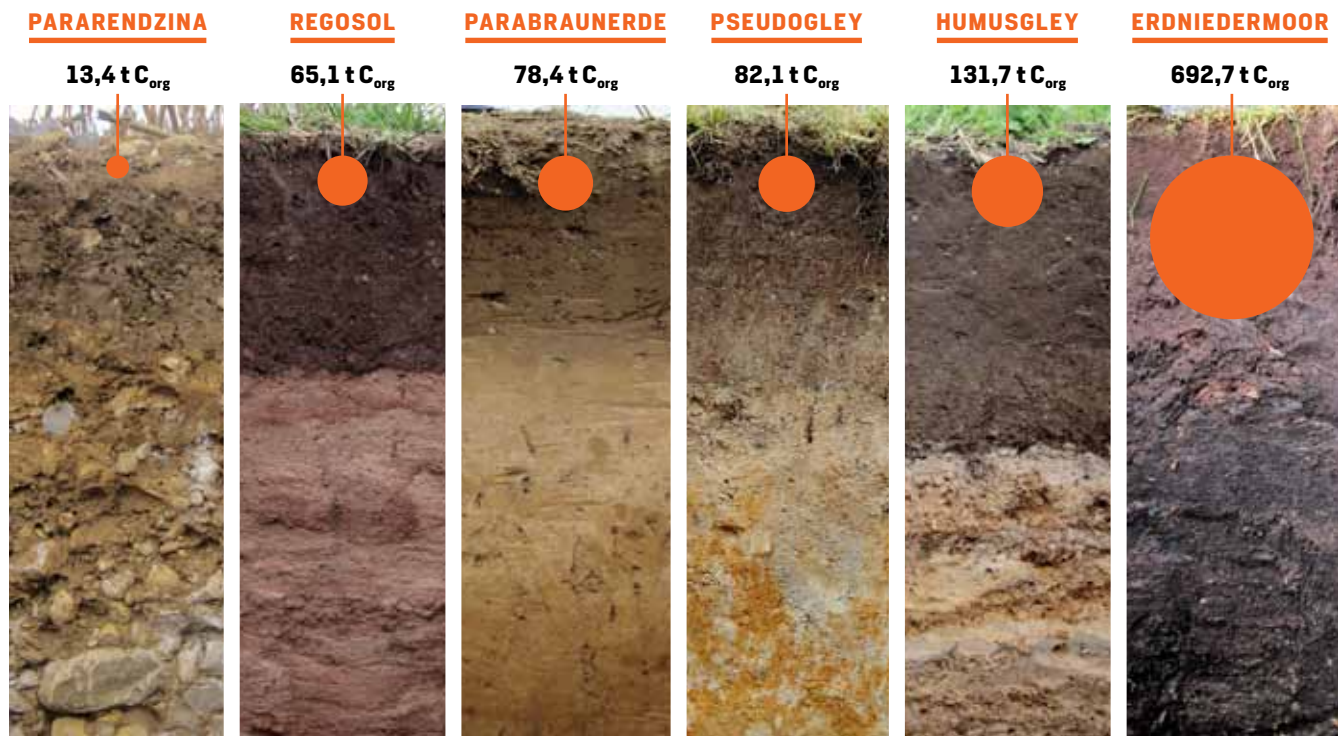 PARARENDZINA
13,4 t Corg
REGOSOL
65,1 t Corg
PARABRAUNERDE
78,4 t Corg
PSEUDOGLEY
82,1 t Corg
HUMUSGLEY
131,7 t Corg
ERDNIEDERMOOR
692,7 t Corg